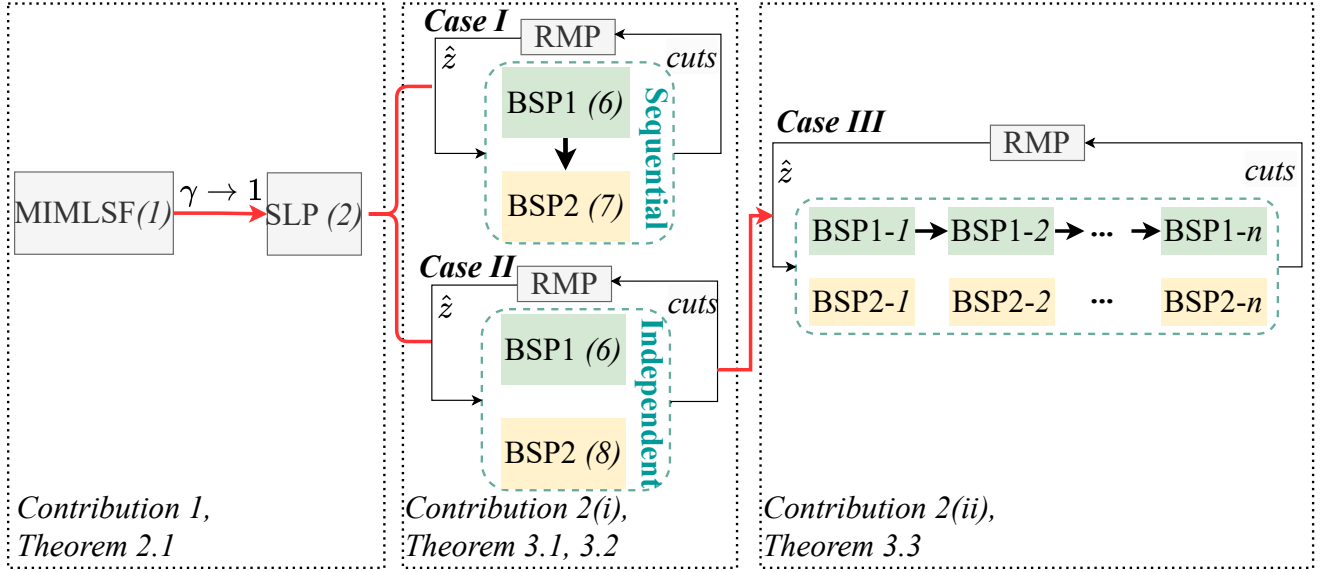 MIMLSF(1)
γ → 1
SLP (2)
Contribution 1,
Theorem 2.1
Case I
RMP
ẑ
cuts
BSP1 (6)
BSP2 (7)
Sequential
Case II
RMP
ẑ
cuts
BSP1 (6)
BSP2 (8)
Independent
Contribution 2(i),
Theorem 3.1, 3.2
Case III
RMP
ẑ
cuts
BSP1-1 BSP1-2 ... BSP1-n
BSP2-1 BSP2-2 ... BSP2-n
Contribution 2(ii),
Theorem 3.3